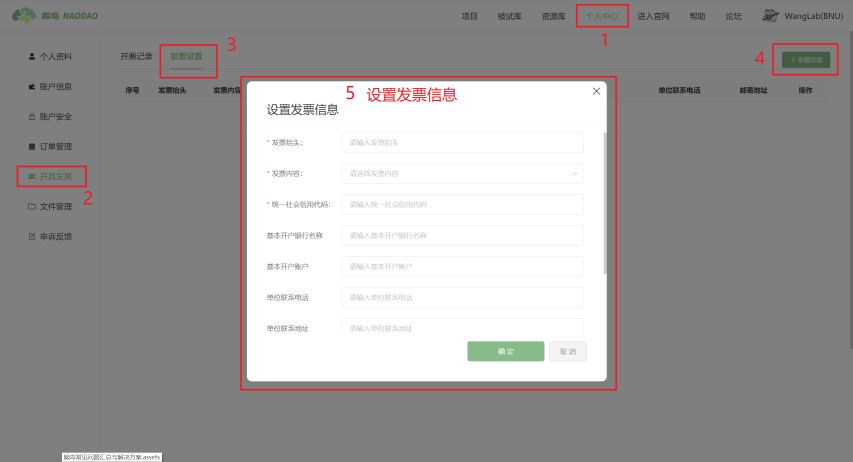 脑岛 NAODAO
项目 被试库 资源库 个人中心 进入官网 帮助 论坛 WangLab(BNU)
1
3
4
个人资料
开票记录 发票设置
+ 新增发票
账户信息
序号 发票抬头 发票内容 单位联系电话 邮寄地址 操作
5 设置发票信息
设置发票信息
账户安全
订单管理
* 发票抬头: 请输入发票抬头
开具发票
2
* 发票内容: 请选择发票内容
文件管理
* 统一社会信用代码: 请输入统一社会信用代码
申诉反馈
基本开户银行名称 请输入基本开户银行名称
基本开户账户 请输入基本开户账户
单位联系电话 请输入单位联系电话
单位联系地址 请输入单位联系地址
确定 取消
脑岛常见问题汇总与解决方案.assets